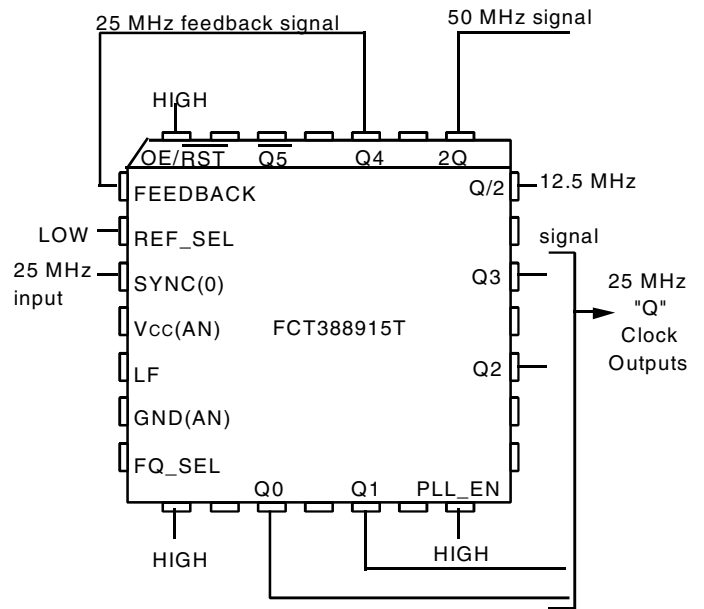 25 MHz feedback signal
50 MHz signal
HIGH
OE/RST Q5 Q4 2Q
FEEDBACK
Q/2
12.5 MHz
signal
LOW
REF_SEL
25 MHz
input
SYNC(0)
Q3
25 MHz
"Q"
Clock
Outputs
VCC(AN)
FCT388915T
LF
Q2
GND(AN)
FQ_SEL
Q0 Q1 PLL_EN
HIGH
HIGH